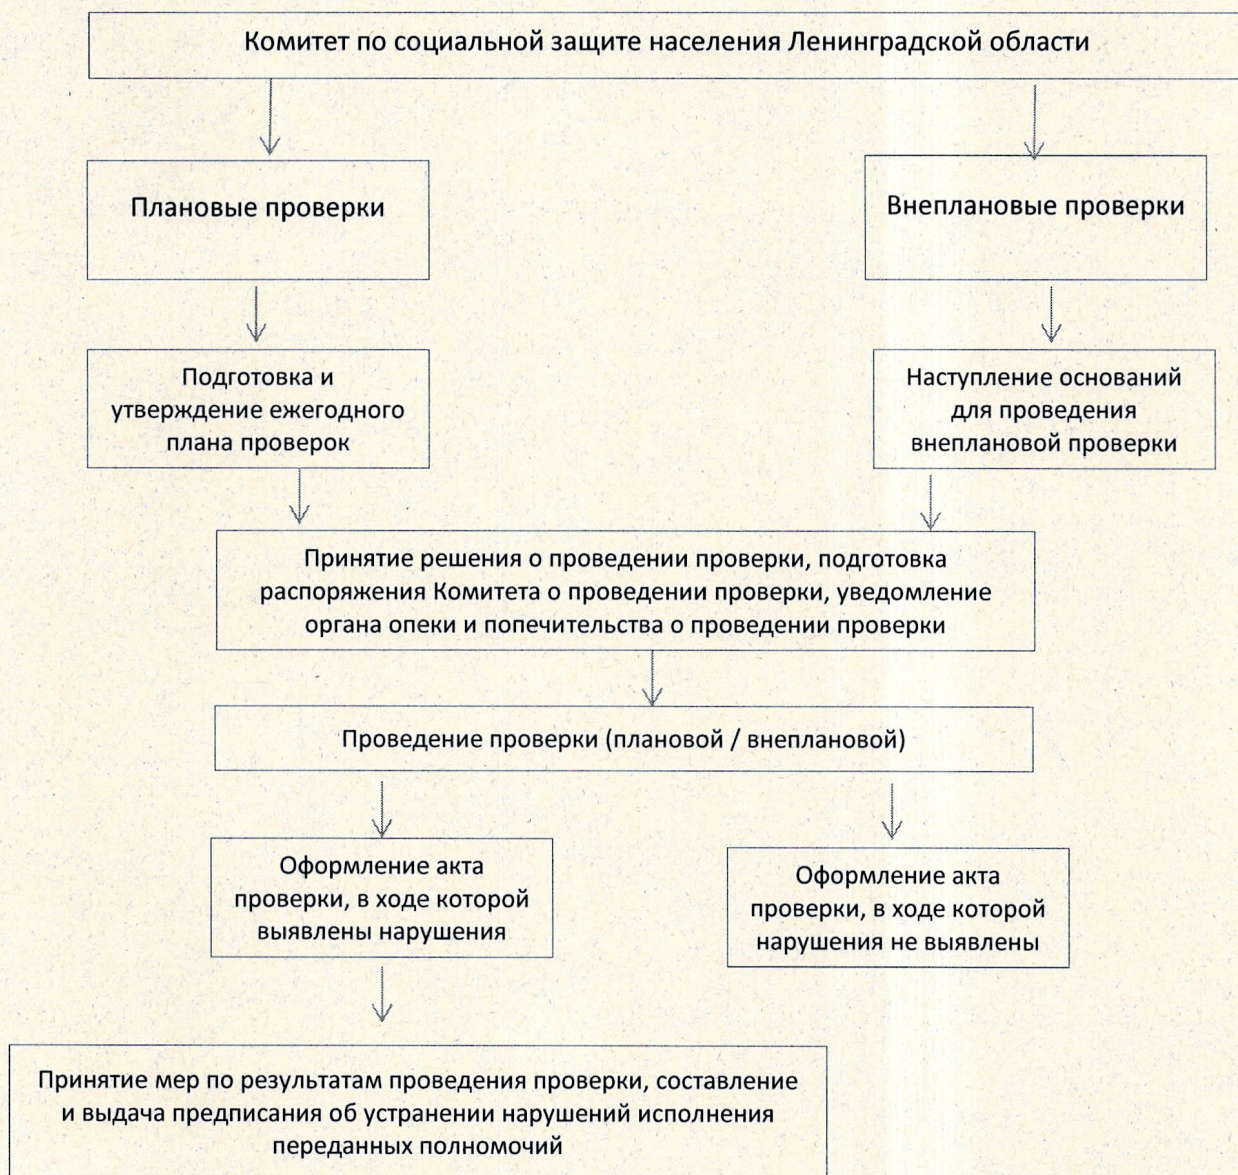 Комитет по социальной защите населения Ленинградской области
Плановые проверки
Внеплановые проверки
Подготовка и
утверждение ежегодного
плана проверок
Наступление оснований
для проведения
внеплановой проверки
Принятие решения о проведении проверки, подготовка
распоряжения Комитета о проведении проверки, уведомление
органа опеки и попечительства о проведении проверки
Проведение проверки (плановой / внеплановой)
Оформление акта
проверки, в ходе которой
выявлены нарушения
Оформление акта
проверки, в ходе которой
нарушения не выявлены
Принятие мер по результатам проведения проверки, составление
и выдача предписания об устранении нарушений исполнения
переданных полномочий